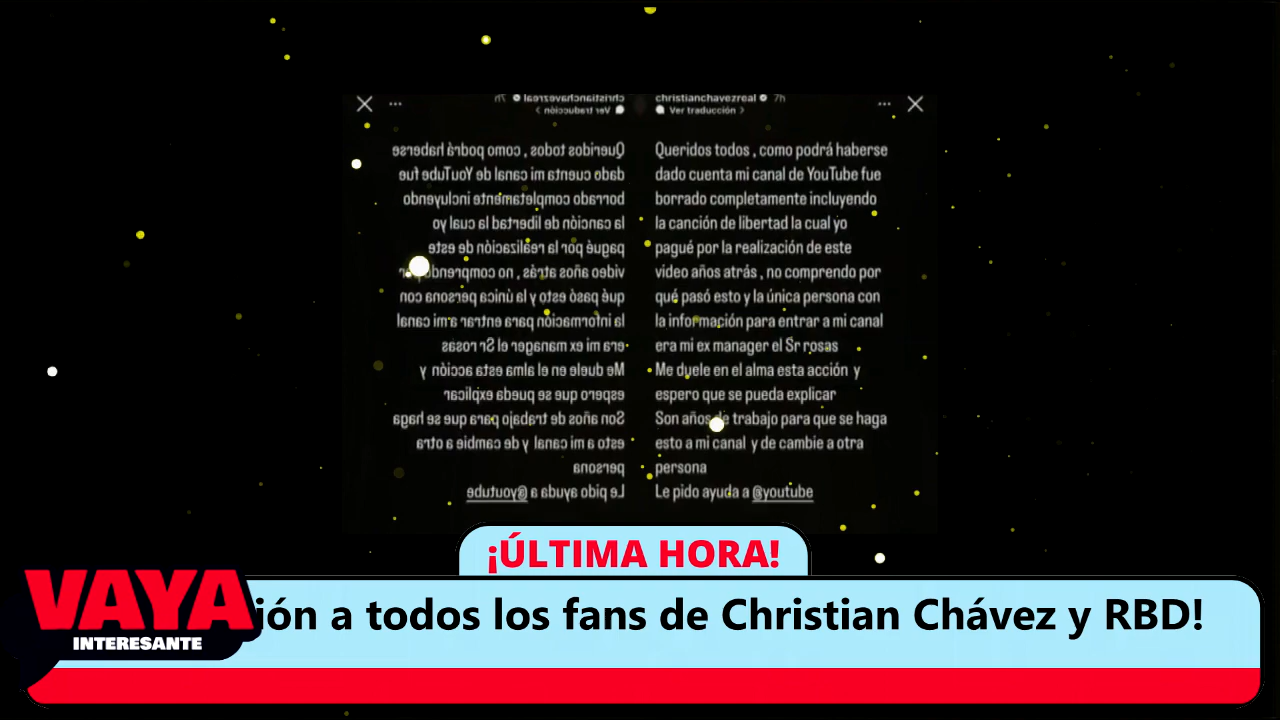 christianchavezreal 7h
Ver traducción >
Queridos todos , como podrá haberse
dado cuenta mi canal de YouTube fue
borrado completamente incluyendo
la canción de libertad la cual yo
pagué por la realización de este
video años atrás , no comprendo por
qué pasó esto y la única persona con
la información para entrar a mi canal
era mi ex manager el Sr rosas
Me duele en el alma esta acción y
espero que se pueda explicar
Son años de trabajo para que se haga
esto a mi canal y de cambie a otra
persona
Le pido ayuda a @youtube
¡ÚLTIMA HORA!
ión a todos los fans de Christian Chávez y RBD!
VAYA
INTERESANTE